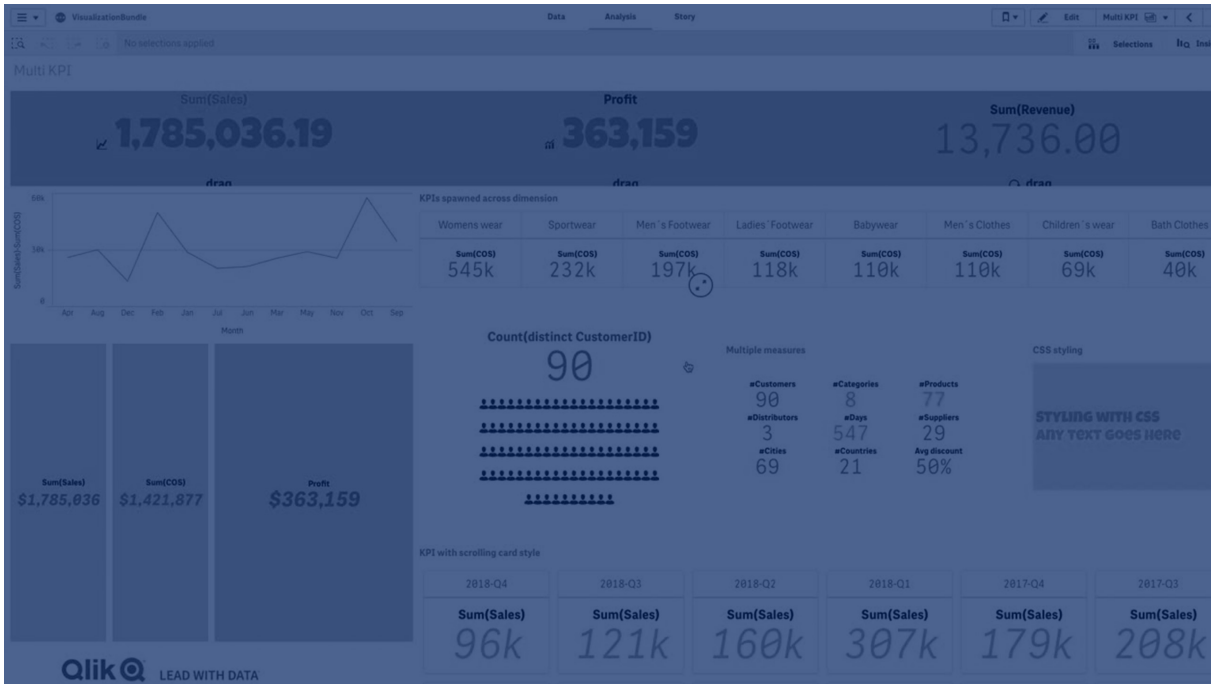 VisualizationBundle
Data Analysis Story
Edit Multi KPI
No selections applied
Selections
Multi KPI
Sum(Sales)
1,785,036.19
drag
Profit
363,159
drag
Sum(Revenue)
13,736.00
drag
60k
30k
0
Sum(Sales)-Sum(COS)
Apr Aug Dec Feb Jan Jul Jun Mar May Nov Oct Sep
Month
KPIs spawned across dimension
Womens wear Sportwear Men´s Footwear Ladies´Footwear Babywear Men´s Clothes Children´s wear Bath Clothes
Sum(COS) Sum(COS) Sum(COS) Sum(COS) Sum(COS) Sum(COS) Sum(COS) Sum(COS)
545k 232k 197k 118k 110k 110k 69k 40k
Sum(Sales) Sum(COS) Profit
$1,785,036 $1,421,877 $363,159
Count(distinct CustomerID)
90
Multiple measures
#Customers #Categories #Products
90 8 77
#Distributors #Days #Suppliers
3 547 29
#Cities #Countries Avg discount
69 21 50%
CSS styling
STYLING WITH CSS
ANY TEXT GOES HERE
KPI with scrolling card style
2018-Q4 2018-Q3 2018-Q2 2018-Q1 2017-Q4 2017-Q3
Sum(Sales) Sum(Sales) Sum(Sales) Sum(Sales) Sum(Sales) Sum(Sales)
96k 121k 160k 307k 179k 208k
Qlik LEAD WITH DATA